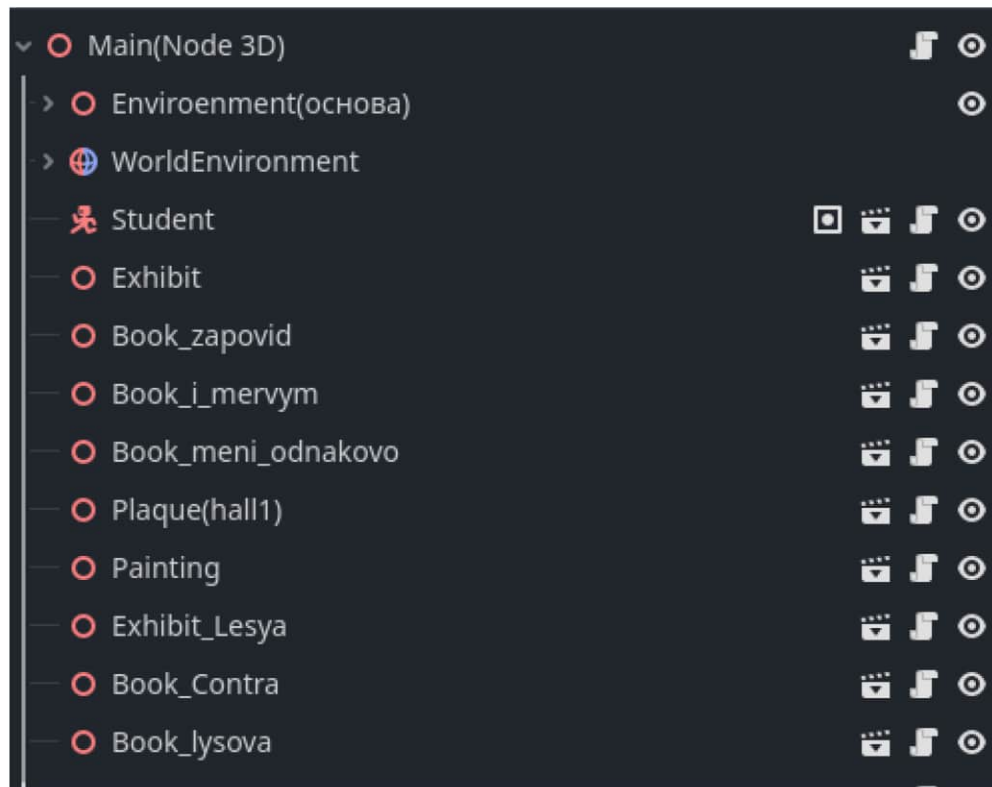 Main(Node 3D)
Enviroenment(основа)
WorldEnvironment
Student
Exhibit
Book_zapovid
Book_i_mervym
Book_meni_odnakovo
Plaque(hall1)
Painting
Exhibit_Lesya
Book_Contra
Book_lysova